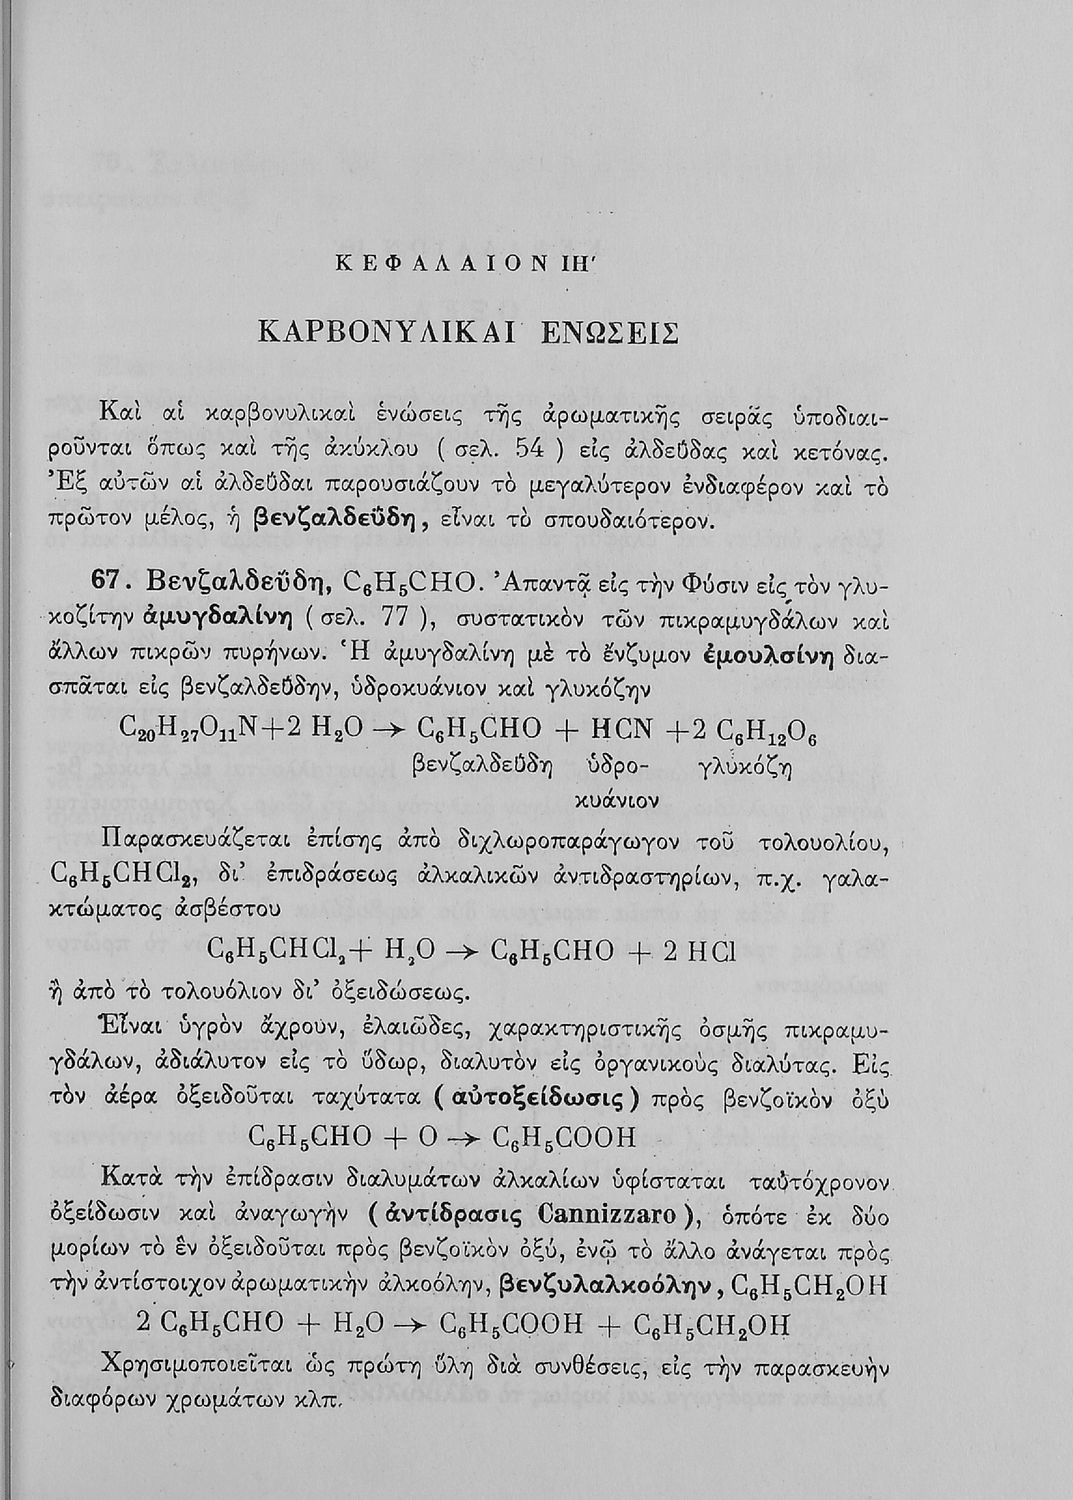 ΚΕΦΑΛΑΙΟΝ ΙΗ′
ΚΑΡΒΟΝΥΛΙΚΑΙ ΕΝΩΣΕΙΣ
Καὶ αἱ καρβονυλικαὶ ἑνώσεις τῆς ἀρωματικῆς σειρᾶς ὑποδιαι-
ροῦνται ὅπως καὶ τῆς ἀκύκλου ( σελ. 54 ) εἰς ἀλδεΰδας καὶ κετόνας.
Ἐξ αὐτῶν αἱ ἀλδεΰδαι παρουσιάζουν τὸ μεγαλύτερον ἐνδιαφέρον καὶ τὸ
πρῶτον μέλος, ἡ βενζαλδεΰδη, εἶναι τὸ σπουδαιότερον.
67. Βενζαλδεΰδη, C₆H₅CHO. Ἀπαντᾷ εἰς τὴν Φύσιν εἰς τὸν γλυ-
κοζίτην ἀμυγδαλίνη ( σελ. 77 ), συστατικὸν τῶν πικραμυγδάλων καὶ
ἄλλων πικρῶν πυρήνων. Ἡ ἀμυγδαλίνη μὲ τὸ ἔνζυμον ἐμουλσίνη δια-
σπᾶται εἰς βενζαλδεΰδην, ὑδροκυάνιον καὶ γλυκόζην
C₂₀H₂₇O₁₁N+2 H₂O → C₆H₅CHO + HCN +2 C₆H₁₂O₆
βενζαλδεΰδη ὑδρο- γλυκόζη
κυάνιον
Παρασκευάζεται ἐπίσης ἀπὸ διχλωροπαράγωγον τοῦ τολουολίου,
C₆H₅CHCl₂, δι' ἐπιδράσεως ἀλκαλικῶν ἀντιδραστηρίων, π.χ. γαλα-
κτώματος ἀσβέστου
C₆H₅CHCl₂+ H₂O → C₆H₅CHO + 2 HCl
ἢ ἀπὸ τὸ τολουόλιον δι' ὀξειδώσεως.
Εἶναι ὑγρὸν ἄχρουν, ἐλαιῶδες, χαρακτηριστικῆς ὀσμῆς πικραμυ-
γδάλων, ἀδιάλυτον εἰς τὸ ὕδωρ, διαλυτὸν εἰς ὀργανικοὺς διαλύτας. Εἰς
τὸν ἀέρα ὀξειδοῦται ταχύτατα ( αὐτοξείδωσις ) πρὸς βενζοϊκὸν ὀξὺ
C₆H₅CHO + O → C₆H₅COOH
Κατὰ τὴν ἐπίδρασιν διαλυμάτων ἀλκαλίων ὑφίσταται ταὐτόχρονον
ὀξείδωσιν καὶ ἀναγωγὴν ( ἀντίδρασις Cannizzaro ), ὁπότε ἐκ δύο
μορίων τὸ ἓν ὀξειδοῦται πρὸς βενζοϊκὸν ὀξύ, ἐνῷ τὸ ἄλλο ἀνάγεται πρὸς
τὴν ἀντίστοιχον ἀρωματικὴν ἀλκοόλην, βενζυλαλκοόλην, C₆H₅CH₂OH
2 C₆H₅CHO + H₂O → C₆H₅COOH + C₆H₅CH₂OH
Χρησιμοποιεῖται ὡς πρώτη ὕλη διὰ συνθέσεις, εἰς τὴν παρασκευὴν
διαφόρων χρωμάτων κλπ.